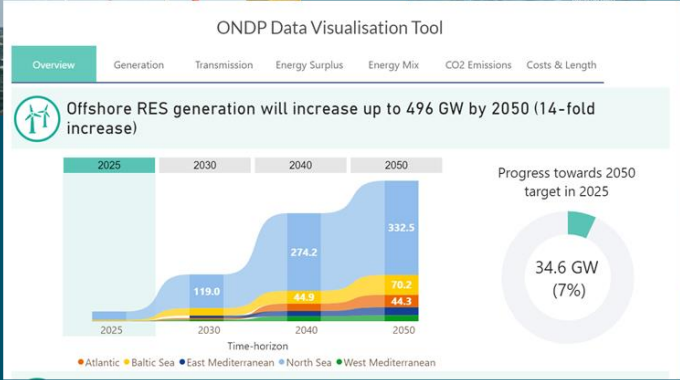 ONDP Data Visualisation Tool
Overview Generation Transmission Energy Surplus Energy Mix CO2 Emissions Costs & Length
Offshore RES generation will increase up to 496 GW by 2050 (14-fold
increase)
2025 2030 2040 2050
Progress towards 2050
target in 2025
332.5
274.2
119.0
70.2
44.9
44.3
34.6 GW
(7%)
2025 2030 2040 2050
Time-horizon
Atlantic Baltic Sea East Mediterranean North Sea West Mediterranean